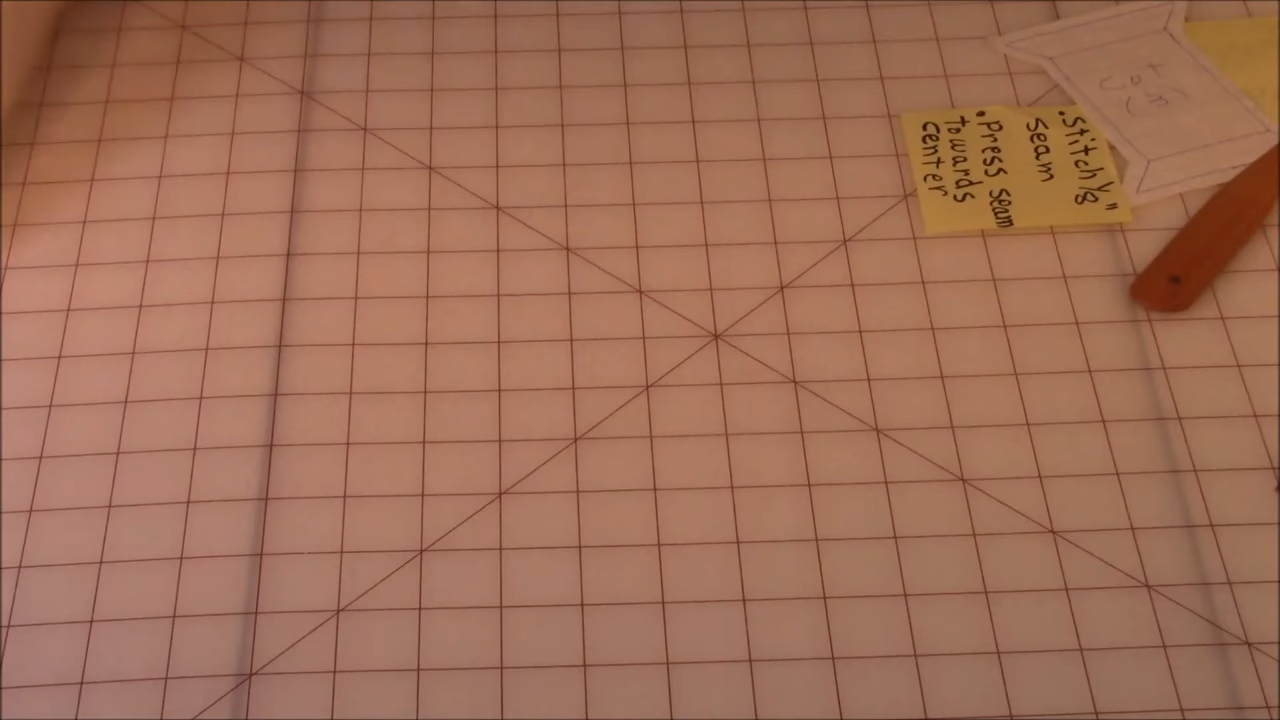 • Stitch 1/8"
seam
• Press seam
towards
center